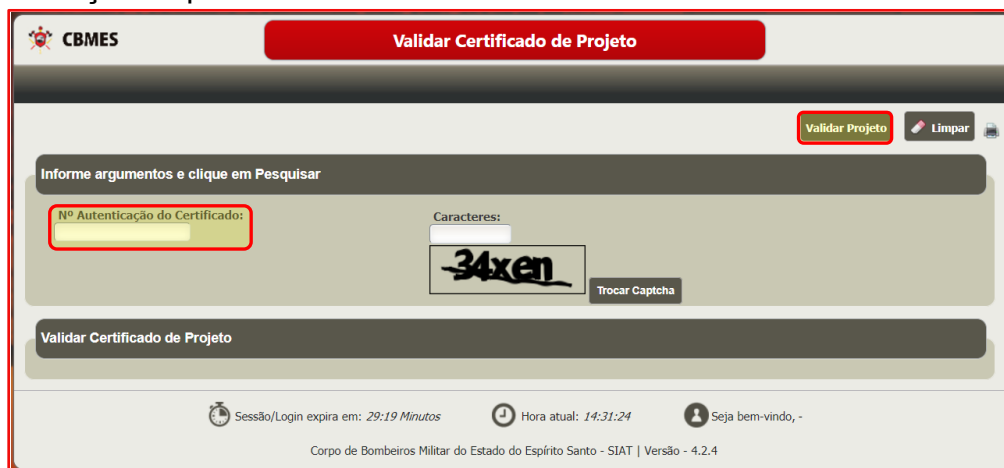 CBMES
Validar Certificado de Projeto
Validar Projeto
Limpar
Informe argumentos e clique em Pesquisar
Nº Autenticação do Certificado:
Caracteres:
34xen
Trocar Captcha
Validar Certificado de Projeto
Sessão/Login expira em: 29:19 Minutos
Hora atual: 14:31:24
Seja bem-vindo, -
Corpo de Bombeiros Militar do Estado do Espírito Santo - SIAT | Versão - 4.2.4